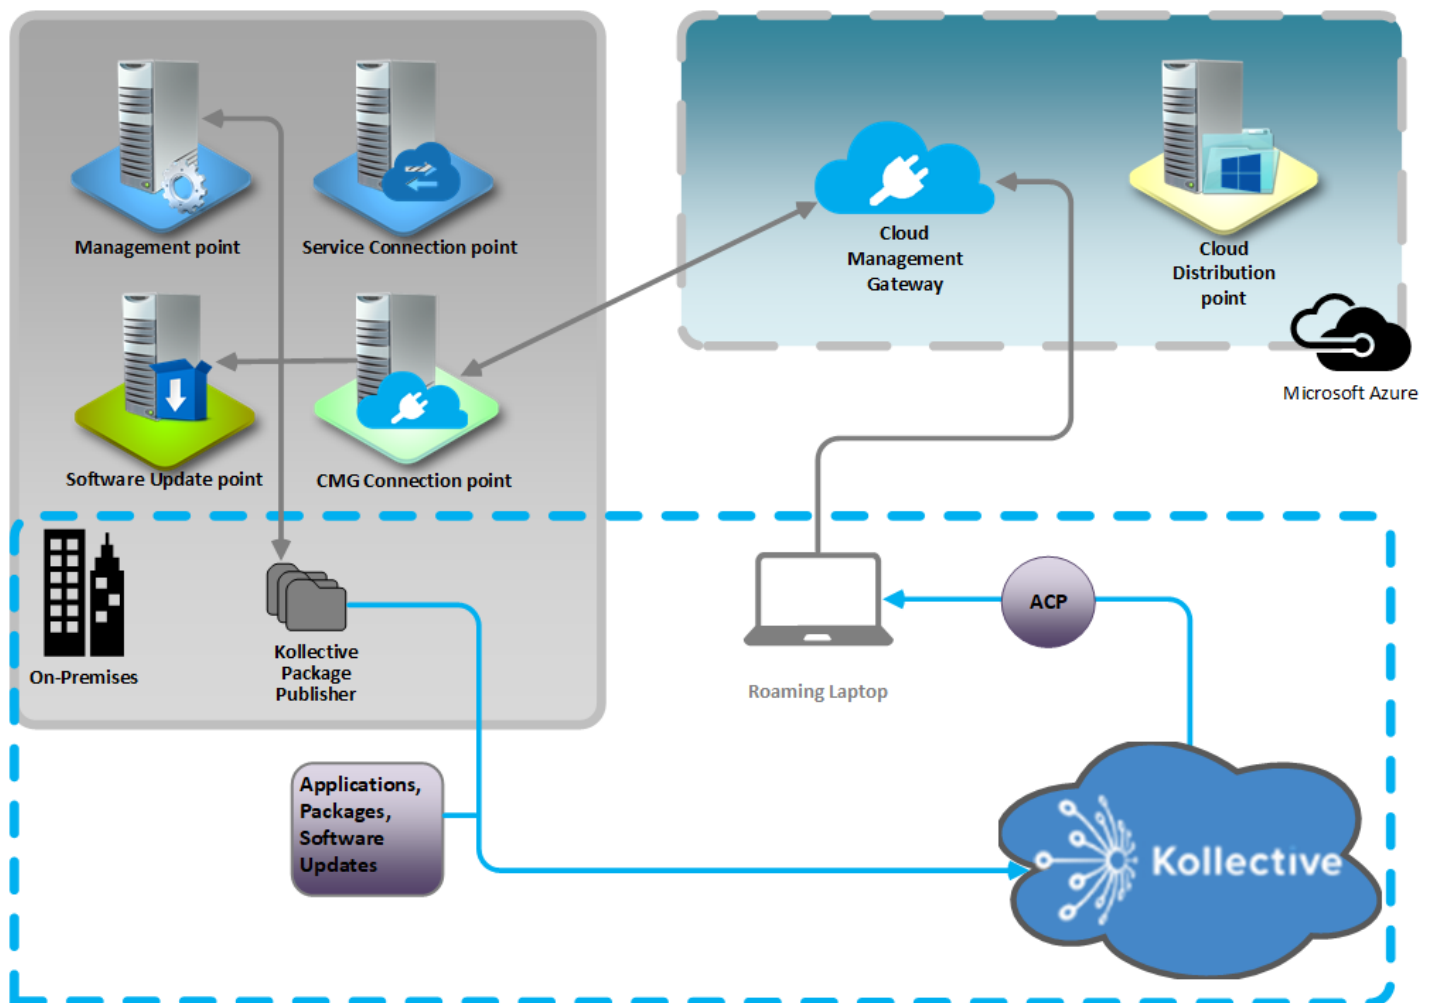 Management point
Service Connection point
Cloud
Management
Gateway
Cloud
Distribution
point
Microsoft Azure
Software Update point
CMG Connection point
On-Premises
Kollective
Package
Publisher
Roaming Laptop
ACP
Applications,
Packages,
Software
Updates
Kollective